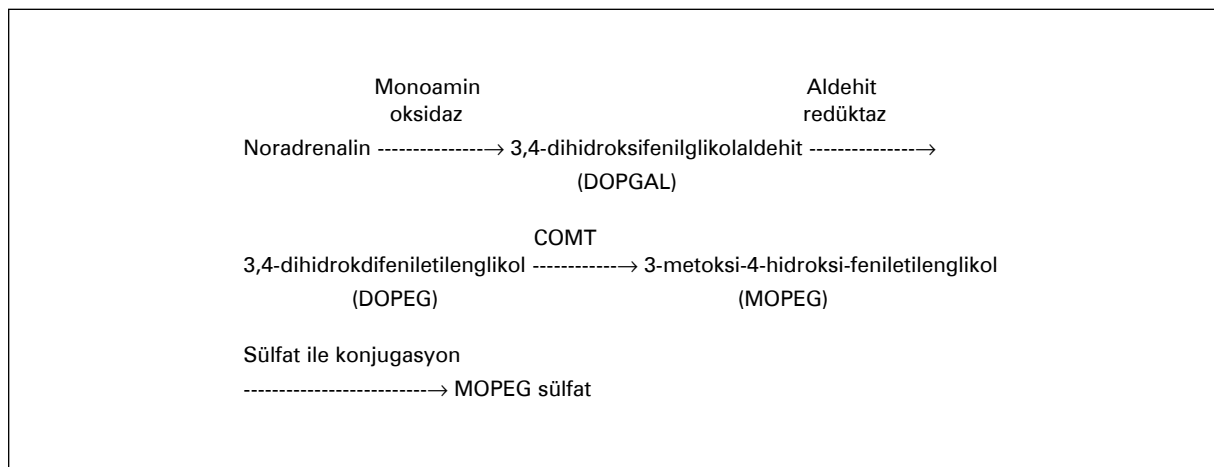 Monoamin Aldehit
oksidaz redüktaz
Noradrenalin ----------------→ 3,4-dihidroksifenilglikolaldehit ----------------→
(DOPGAL)
COMT
3,4-dihidrokdifeniletilenglikol -------------→ 3-metoksi-4-hidroksi-feniletilenglikol
(DOPEG) (MOPEG)
Sülfat ile konjugasyon
---------------------------→ MOPEG sülfat